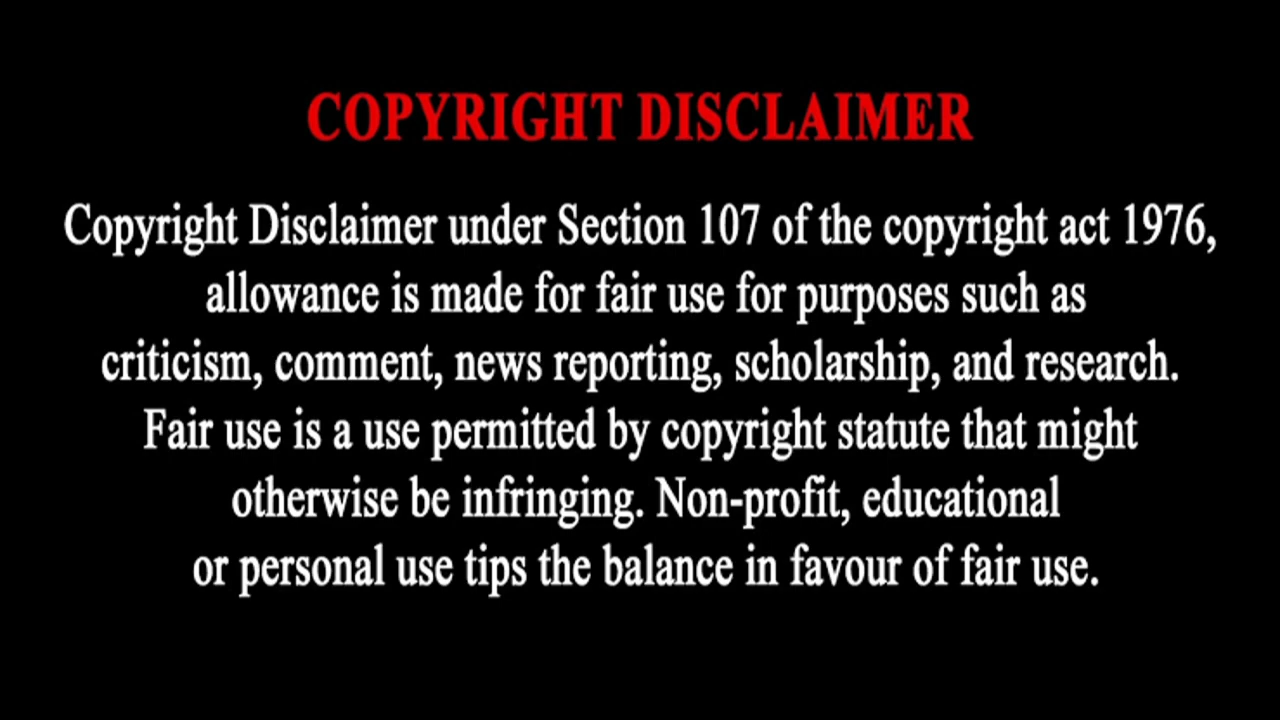 COPYRIGHT DISCLAIMER
Copyright Disclaimer under Section 107 of the copyright act 1976,
allowance is made for fair use for purposes such as
criticism, comment, news reporting, scholarship, and research.
Fair use is a use permitted by copyright statute that might
otherwise be infringing. Non-profit, educational
or personal use tips the balance in favour of fair use.